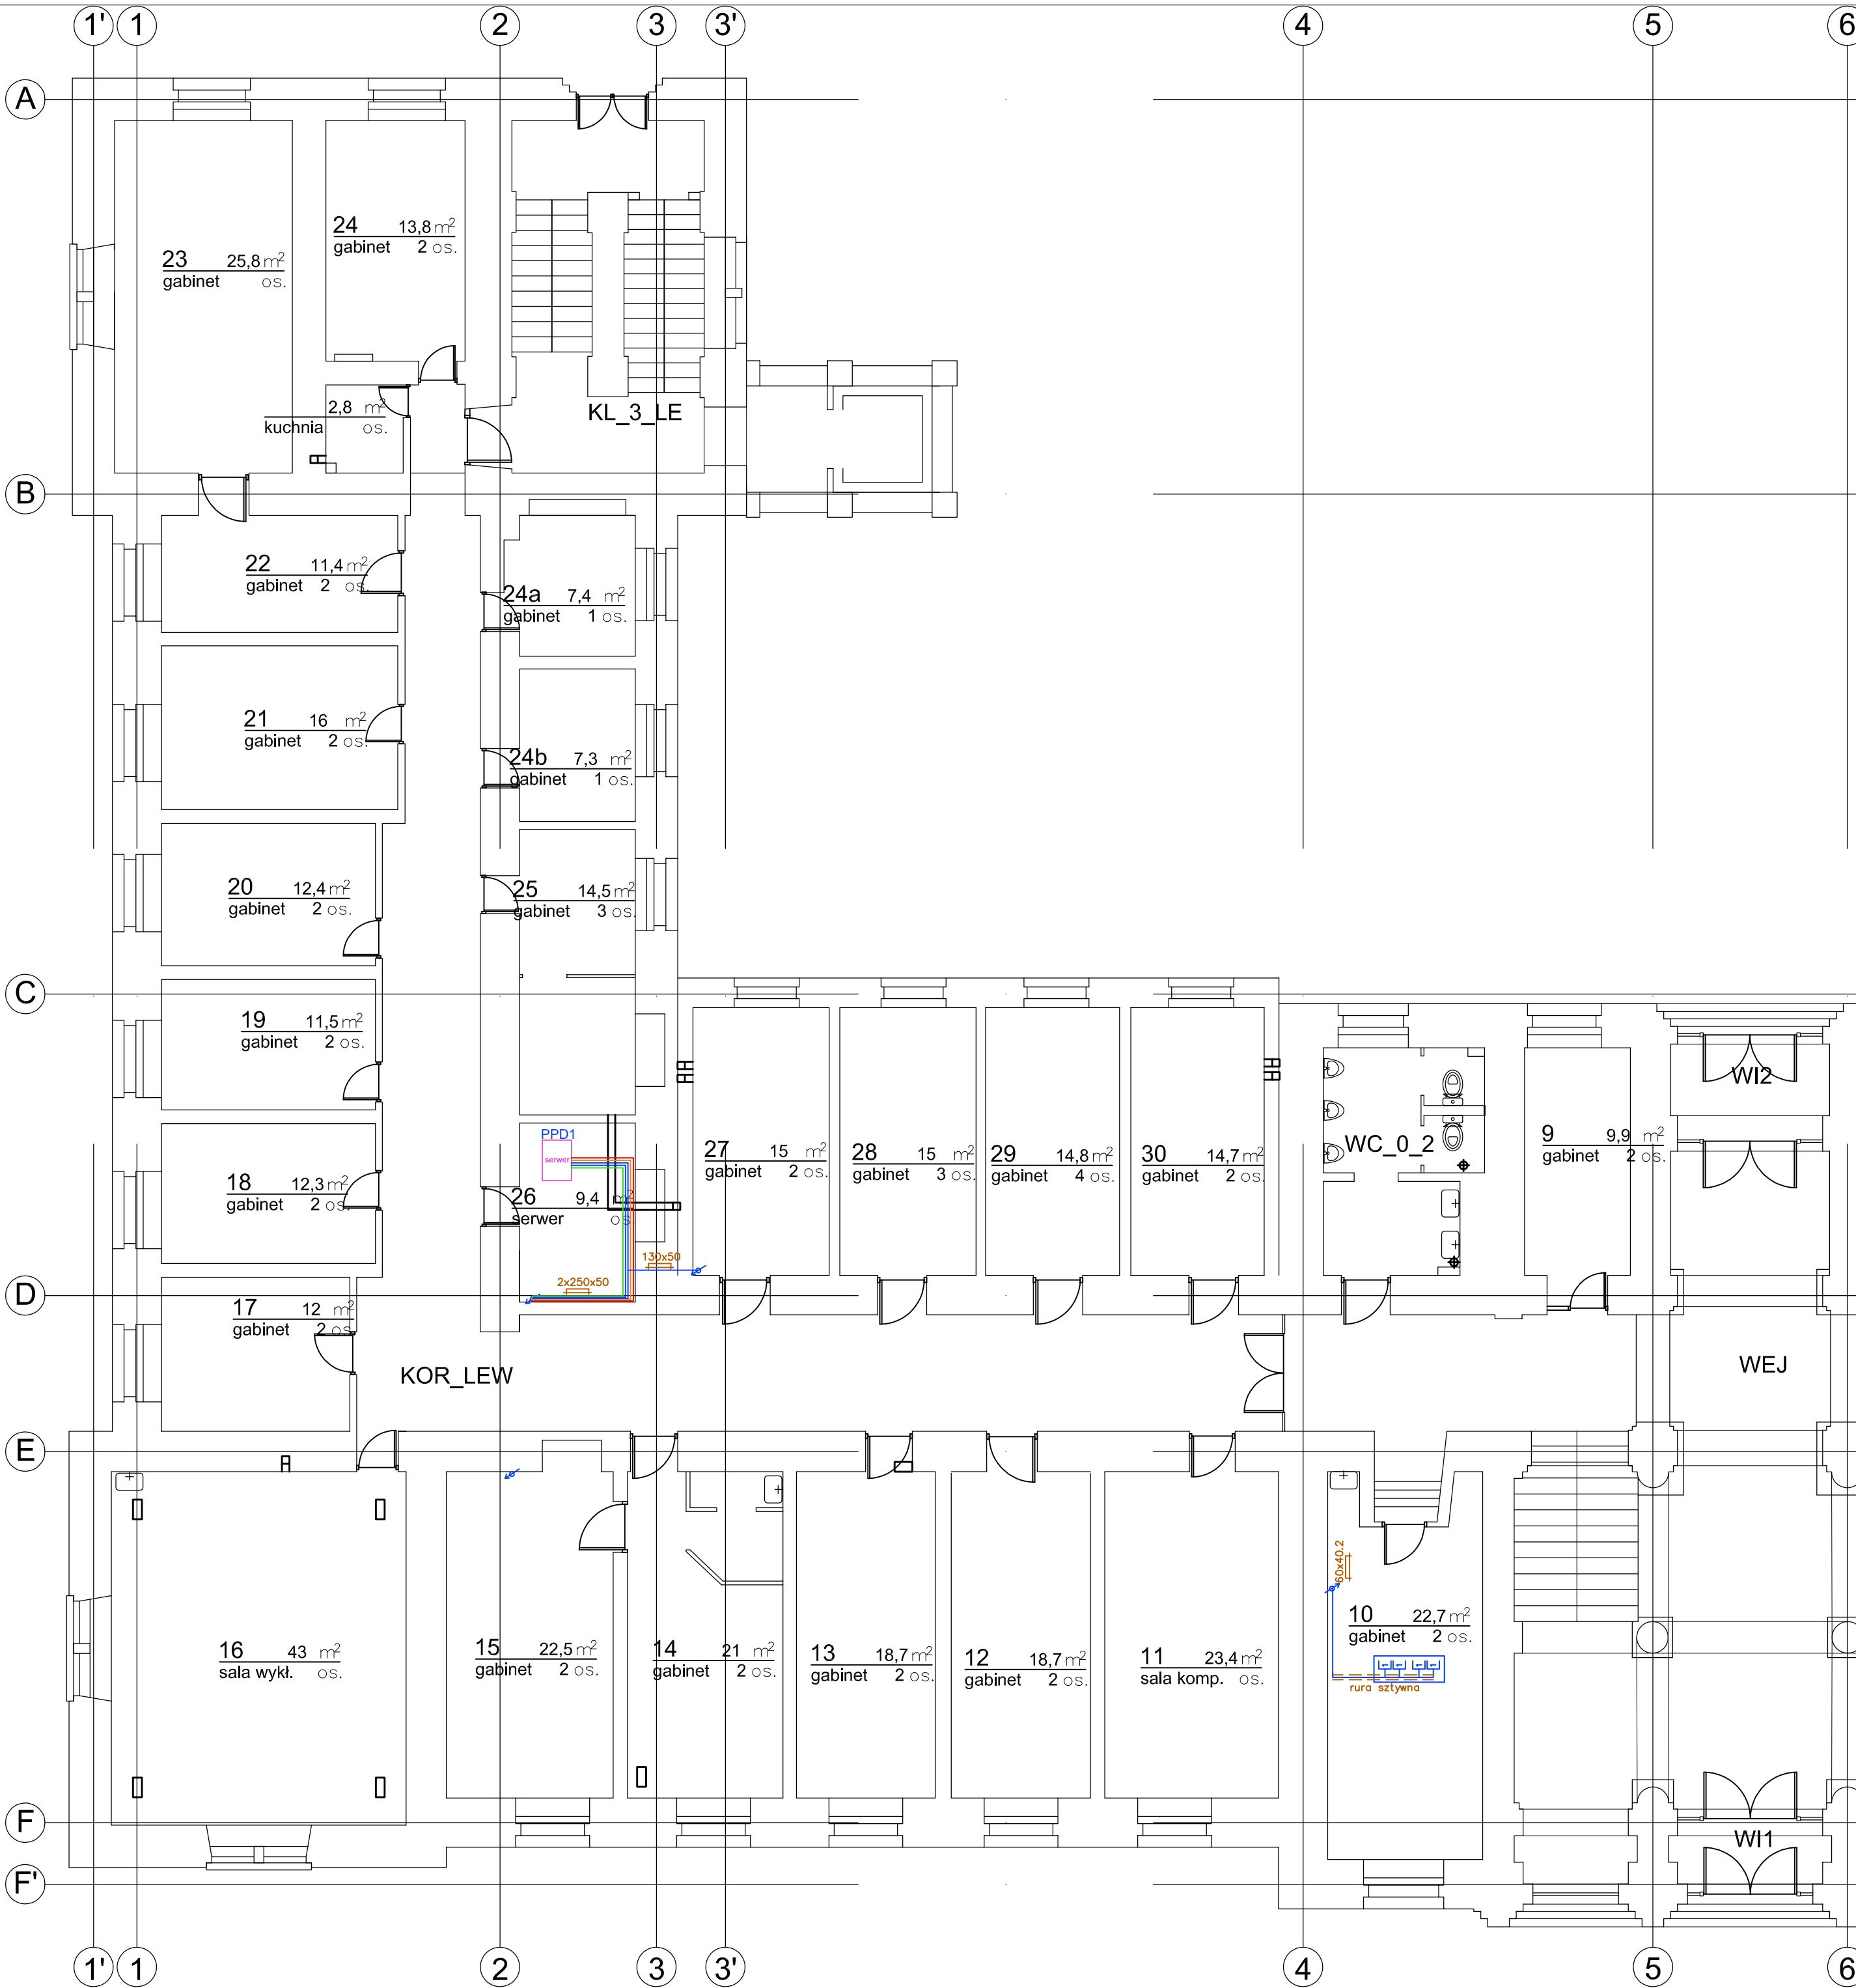 1' 1 2 3 3' 4 5 6
A
24 13,8 m²
gabinet 2 os.
23 25,8 m²
gabinet os.
2,8 m²
kuchnia os.
KL_3_LE
B
22 11,4 m²
gabinet 2 os.
24a 7,4 m²
gabinet 1 os.
21 16 m²
gabinet 2 os.
24b 7,3 m²
gabinet 1 os.
20 12,4 m²
gabinet 2 os.
25 14,5 m²
gabinet 3 os.
C
19 11,5 m²
gabinet 2 os.
WI2
PPD1
serwer
27 15 m²
gabinet 2 os.
28 15 m²
gabinet 3 os.
29 14,8 m²
gabinet 4 os.
30 14,7 m²
gabinet 2 os.
WC_0_2
9 9,9 m²
gabinet 2 os.
18 12,3 m²
gabinet 2 os.
26 9,4 m²
serwer os.
130x50
2x250x50
D
17 12 m²
gabinet 2 os.
KOR_LEW
WEJ
E
60x40.2
10 22,7 m²
gabinet 2 os.
16 43 m²
sala wykł. os.
15 22,5 m²
gabinet 2 os.
14 21 m²
gabinet 2 os.
13 18,7 m²
gabinet 2 os.
12 18,7 m²
gabinet 2 os.
11 23,4 m²
sala komp. os.
rura sztywna
F
WI1
F'
1' 1 2 3 3' 4 5 6